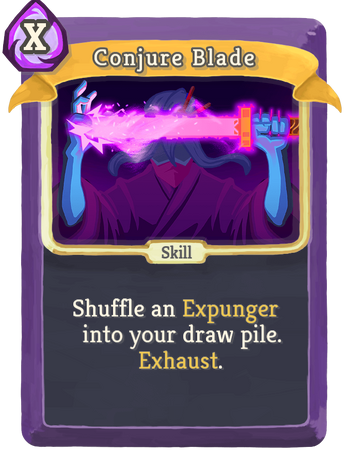 X
Conjure Blade
Skill
Shuffle an Expunger
into your draw pile.
Exhaust.